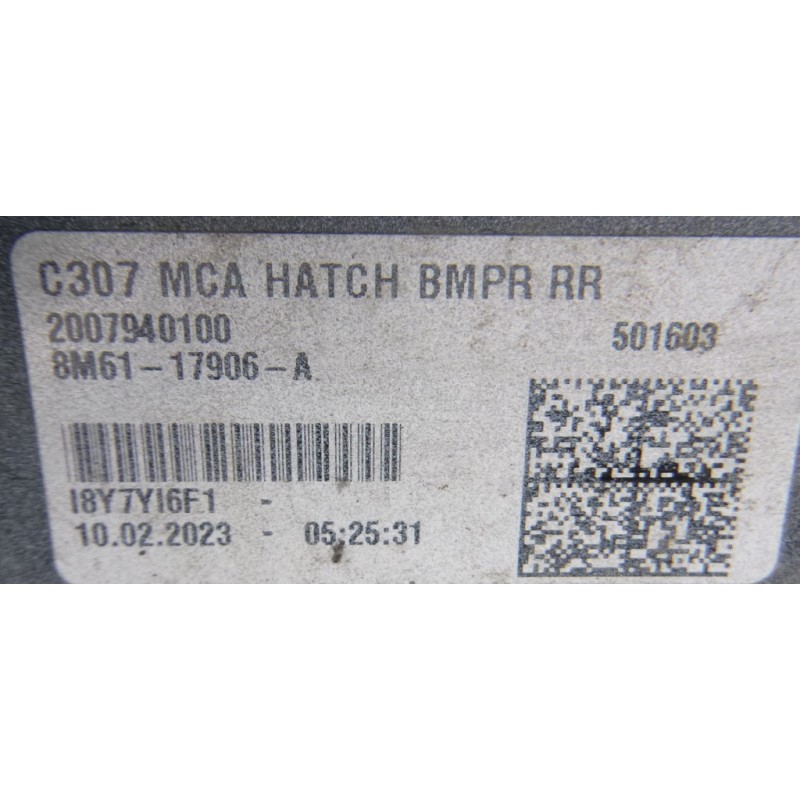 C307 MCA HATCH BMPR RR
2007940100 501603
8M61-17906-A
I8Y7YI6F1 -
10.02.2023 - 05:25:31